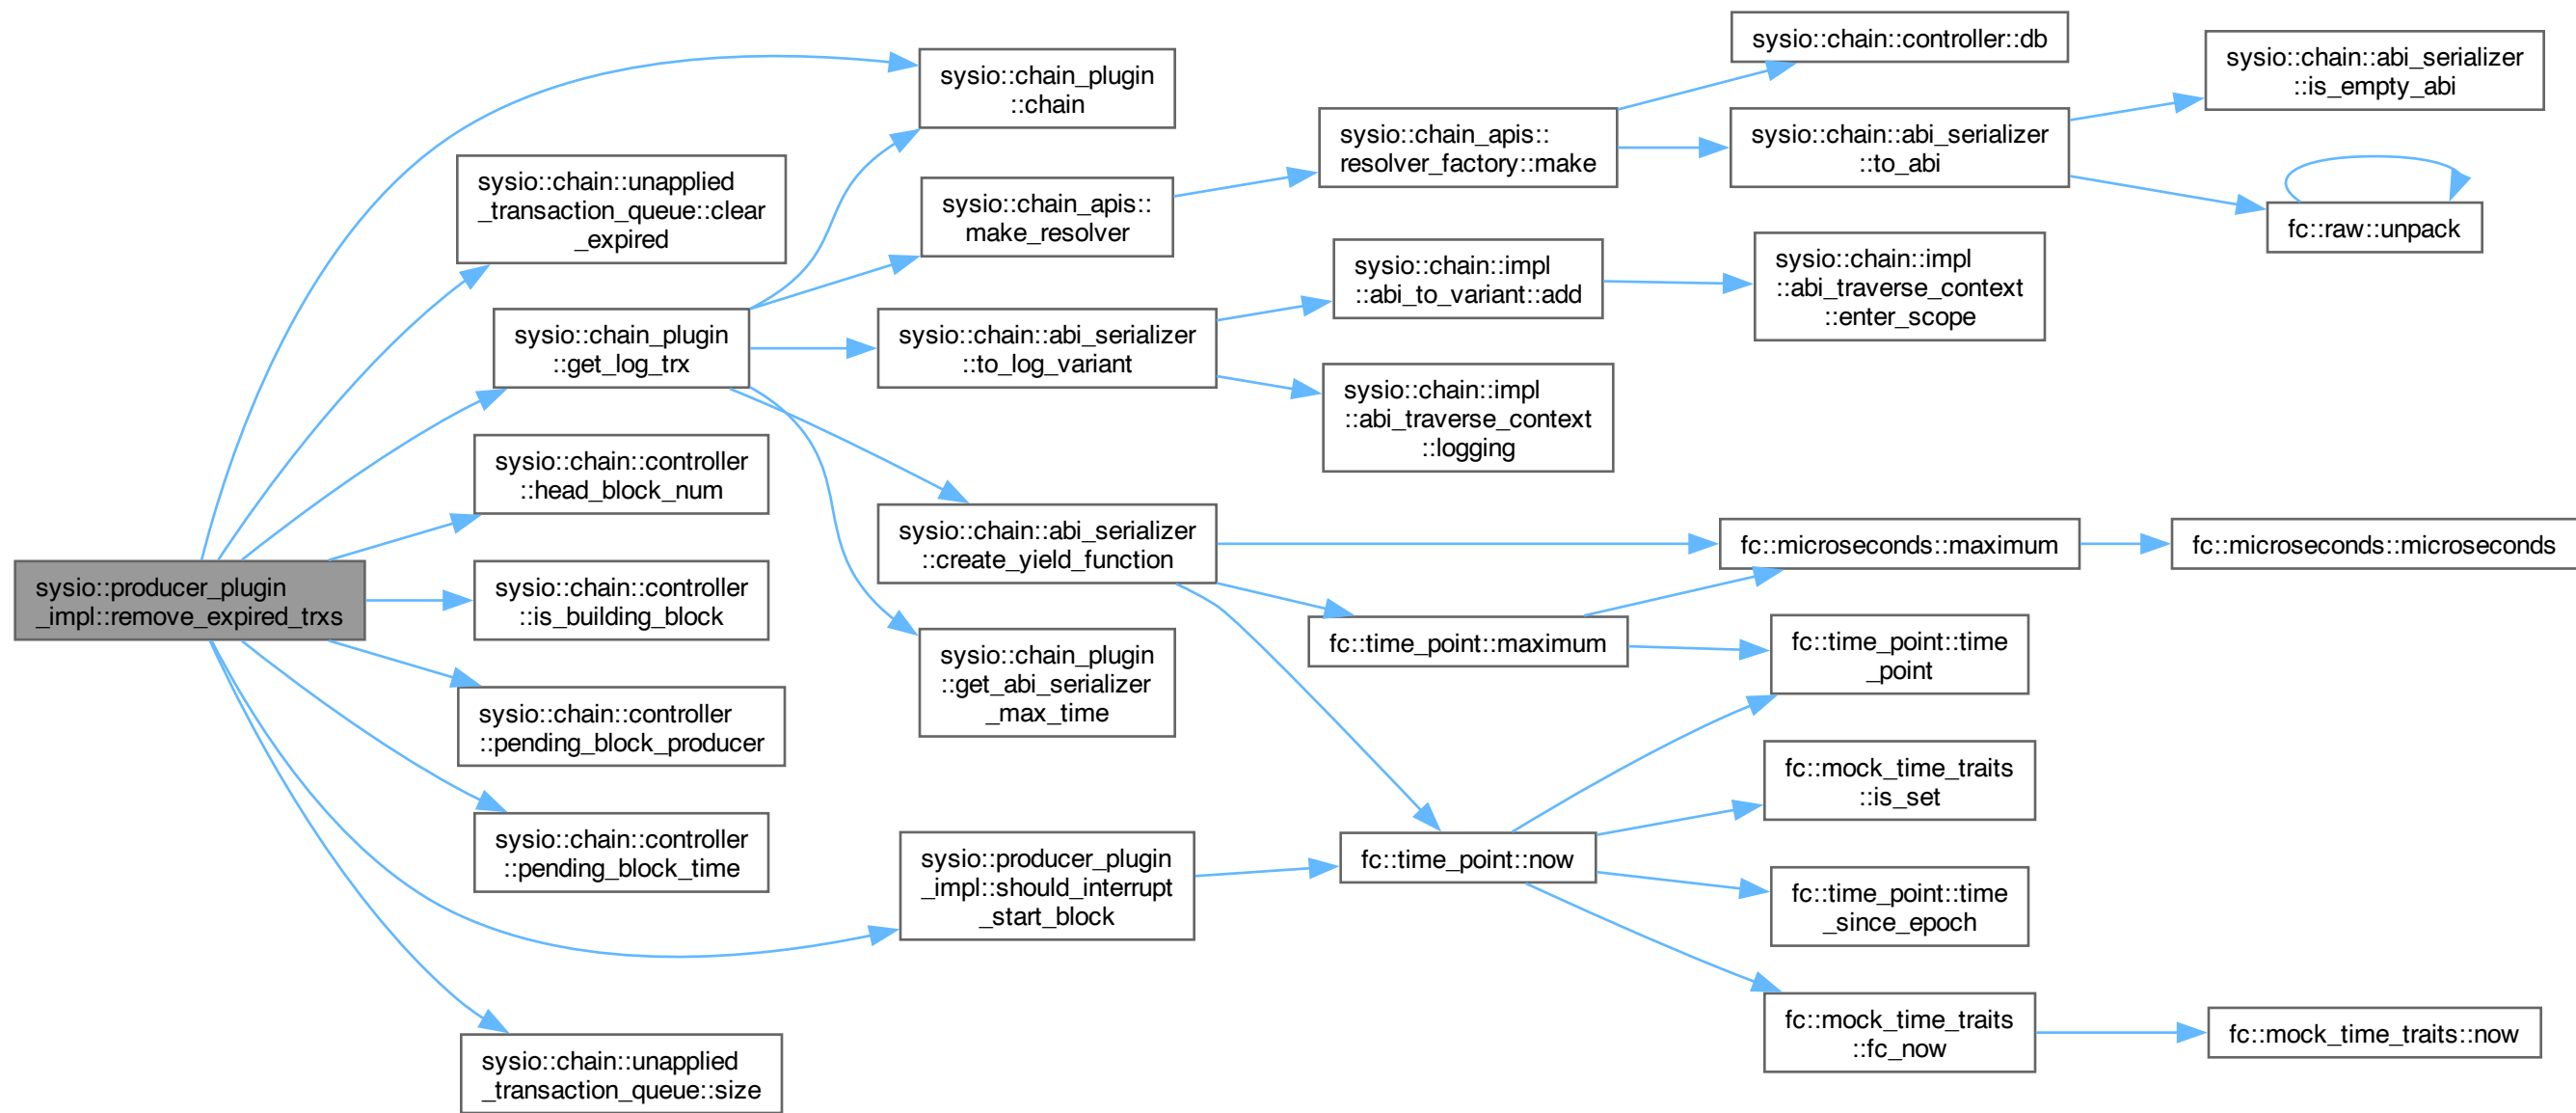 sysio::producer_plugin
_impl::remove_expired_trxs
sysio::chain_plugin
::chain
sysio::chain::unapplied
_transaction_queue::clear
_expired
sysio::chain_plugin
::get_log_trx
sysio::chain::controller
::head_block_num
sysio::chain::controller
::is_building_block
sysio::chain::controller
::pending_block_producer
sysio::chain::controller
::pending_block_time
sysio::producer_plugin
_impl::should_interrupt
_start_block
sysio::chain::unapplied
_transaction_queue::size
sysio::chain_apis::
make_resolver
sysio::chain::abi_serializer
::to_log_variant
sysio::chain::abi_serializer
::create_yield_function
sysio::chain_plugin
::get_abi_serializer
_max_time
sysio::chain_apis::
resolver_factory::make
sysio::chain::controller::db
sysio::chain::abi_serializer
::to_abi
sysio::chain::abi_serializer
::is_empty_abi
fc::raw::unpack
sysio::chain::impl
::abi_to_variant::add
sysio::chain::impl
::abi_traverse_context
::enter_scope
sysio::chain::impl
::abi_traverse_context
::logging
fc::microseconds::maximum
fc::microseconds::microseconds
fc::time_point::maximum
fc::time_point::time
_point
fc::time_point::now
fc::mock_time_traits
::is_set
fc::time_point::time
_since_epoch
fc::mock_time_traits
::fc_now
fc::mock_time_traits::now